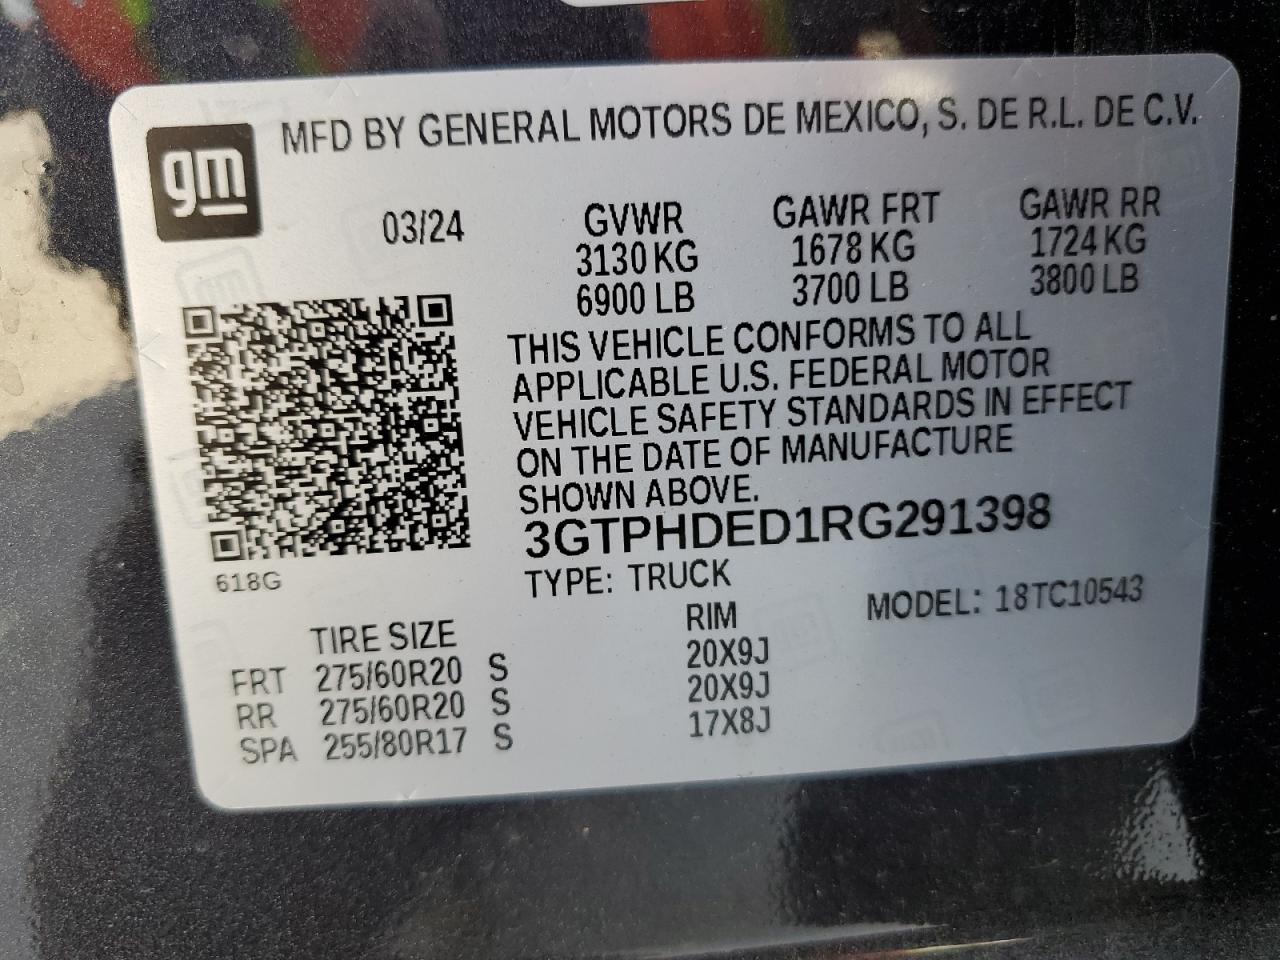 gm
MFD BY GENERAL MOTORS DE MEXICO, S. DE R.L. DE C.V.
03/24 GVWR GAWR FRT GAWR RR
3130 KG 1678 KG 1724 KG
6900 LB 3700 LB 3800 LB
THIS VEHICLE CONFORMS TO ALL
APPLICABLE U.S. FEDERAL MOTOR
VEHICLE SAFETY STANDARDS IN EFFECT
ON THE DATE OF MANUFACTURE
SHOWN ABOVE.
3GTPHDED1RG291398
618G
TYPE: TRUCK
MODEL: 18TC10543
TIRE SIZE RIM
FRT 275/60R20 S 20X9J
RR 275/60R20 S 20X9J
SPA 255/80R17 S 17X8J